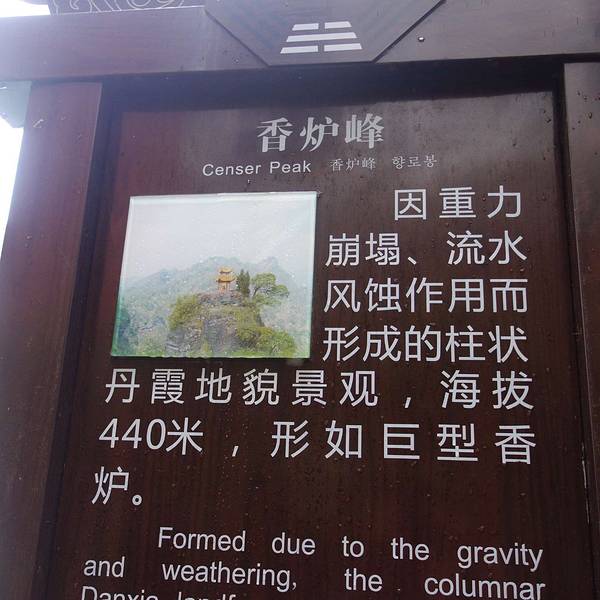 香炉峰
Censer Peak 香炉峰 향로봉
因重力
崩塌、流水
风蚀作用而
形成的柱状
丹霞地貌景观，海拔
440米，形如巨型香
炉。
Formed due to the gravity
and weathering, the columnar
Danxia